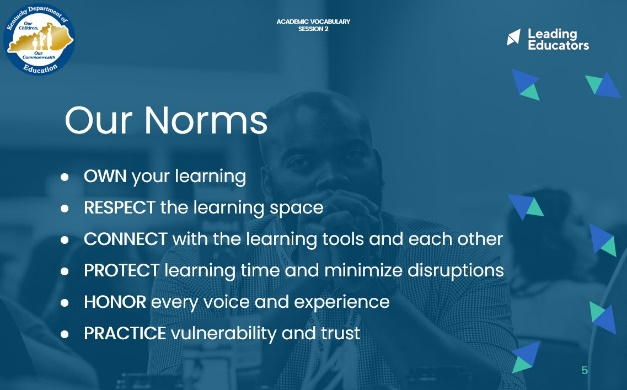 Kentucky Department of
Our
Children,
Our
Commonwealth
Education
ACADEMIC VOCABULARY
SESSION 2
Leading
Educators
Our Norms
• OWN your learning
• RESPECT the learning space
• CONNECT with the learning tools and each other
• PROTECT learning time and minimize disruptions
• HONOR every voice and experience
• PRACTICE vulnerability and trust
5